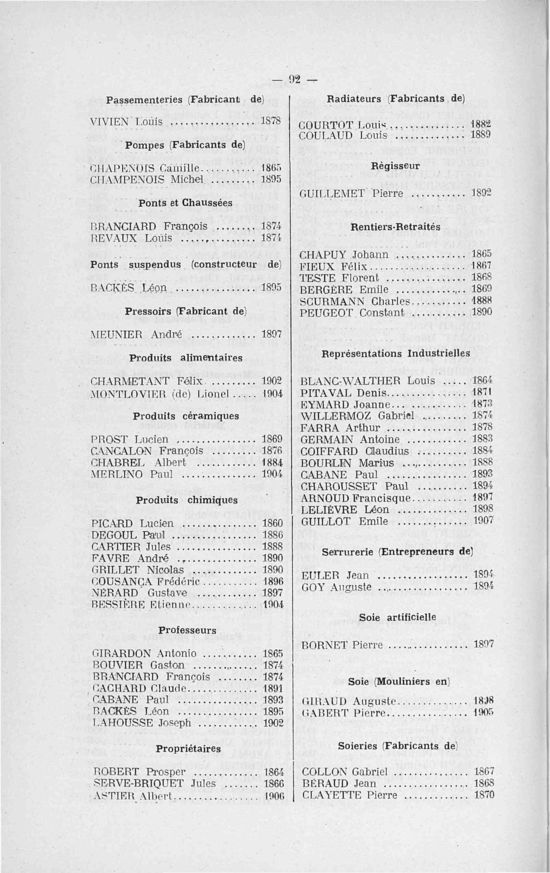 — 92 —
Passementeries (Fabricant de)
VIVIEN Louis ................ 1878
Pompes (Fabricants de)
CHAPENOIS Camille........... 1865
CHAMPENOIS Michel ......... 1895
Ponts et Chaussées
BRANCIARD François ........ 1874
REVAUX Louis .............. 1874
Ponts suspendus (constructeur de)
BACKÈS Léon ............... 1895
Pressoirs (Fabricant de)
MEUNIER André ............. 1897
Produits alimentaires
CHARMETANT Félix ......... 1902
MONTLOVIER (de) Lionel ..... 1904
Produits céramiques
PROST Lucien ............... 1869
CANCALON François ......... 1876
CHABREL Albert ............ 1884
MERLINO Paul .............. 1904
Produits chimiques
PICARD Lucien .............. 1860
DEGOUL Paul ................ 1886
CARTIER Jules ............... 1888
FAVRE André ............... 1890
GRILLET Nicolas ............ 1890
COUSANÇA Frédéric........... 1896
NÉRARD Gustave ............ 1897
BESSIÈRE Etienne............. 1904
Professeurs
GIRARDON Antonio ........... 1865
BOUVIER Gaston ............ 1874
BRANCIARD François ........ 1874
CACHARD Claude............. 1891
CABANE Paul ............... 1893
BACKÈS Léon ............... 1895
LAHOUSSE Joseph ............ 1902
Propriétaires
ROBERT Prosper ............. 1864
SERVE-BRIQUET Jules ....... 1866
ASTIER Albert................ 1906
Radiateurs (Fabricants de)
COURTOT Louis .............. 1882
COULAUD Louis ............. 1889
Régisseur
GUILLEMET Pierre ........... 1892
Rentiers-Retraités
CHAPUY Johann ............. 1865
FIEUX Félix.................. 1867
TESTE Florent ............... 1868
BERGERE Emile ............. 1869
SCURMANN Charles........... 1888
PEUGEOT Constant ........... 1890
Représentations Industrielles
BLANC-WALTHER Louis ..... 1864
PITAVAL Denis............... 1871
EYMARD Joanne... ........... 1873
WILLERMOZ Gabriel ......... 1874
FARRA Arthur ............... 1878
GERMAIN Antoine ........... 1883
COIFFARD Claudius ......... 1884
BOURLIN Marius ............ 1888
CABANE Paul ............... 1893
CHAROUSSET Paul .......... 1894
ARNOUD Francisque........... 1897
LELIÈVRE Léon ............. 1898
GUILLOT Emile ............. 1907
Serrurerie (Entrepreneurs de)
EULER Jean ................. 1894
GOY Auguste ................ 1894
Soie artificielle
BORNET Pierre ............... 1897
Soie (Mouliniers en)
GIRAUD Auguste.............. 1898
GABERT Pierre............... 1905
Soieries (Fabricants de)
COLLON Gabriel .............. 1867
BERAUD Jean ................ 1868
CLAYETTE Pierre ............ 1870